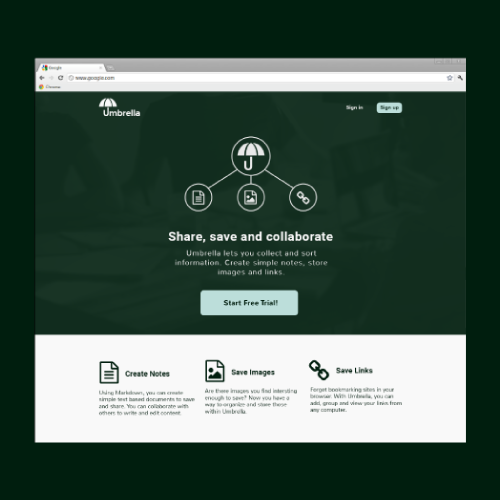 Google
www.google.com
Chrome
Umbrella
Sign in
Sign up
Share, save and collaborate
Umbrella lets you collect and sort
information. Create simple notes, store
images and links.
Start Free Trial!
Create Notes
Using Markdown, you can create
simple text based documents to save
and share. You can collaborate with
others to write and edit content.
Save Images
Are there images you find interesting
enough to save? Now you have a
way to organize and store those
within Umbrella.
Save Links
Forget bookmarking sites in your
browser. With Umbrella, you can
add, group and view your links from
any computer.